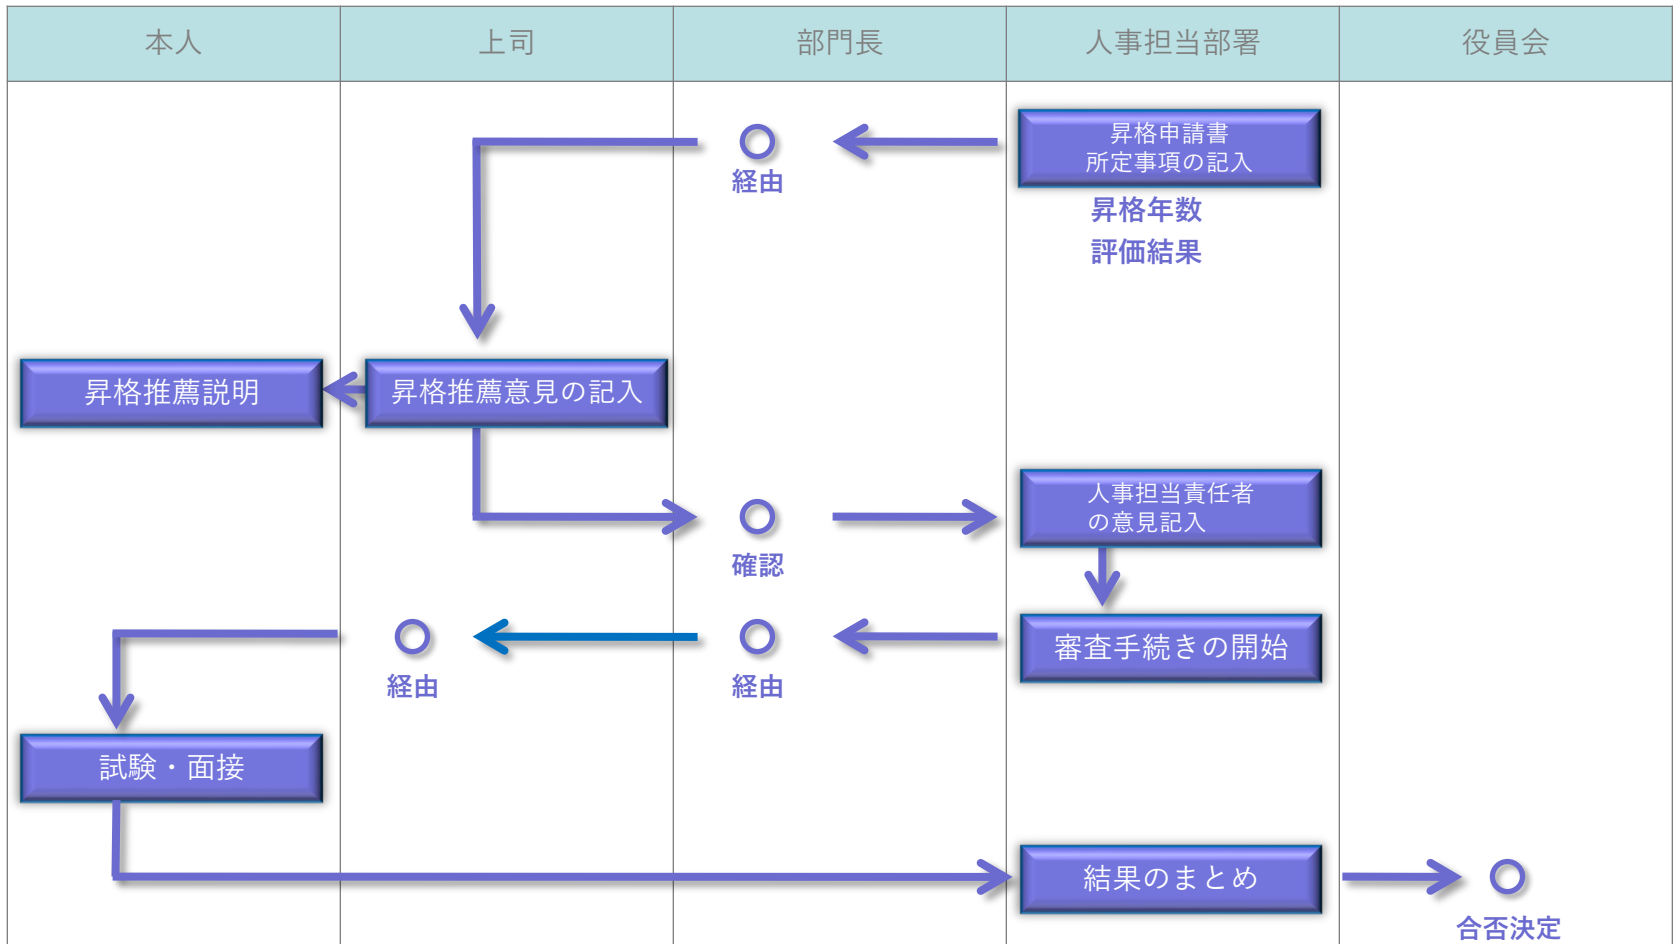 本人
上司
部門長
人事担当部署
役員会
昇格申請書
所定事項の記入
経由
昇格年数
評価結果
昇格推薦説明
昇格推薦意見の記入
人事担当責任者
の意見記入
確認
審査手続きの開始
経由
経由
試験・面接
結果のまとめ
合否決定